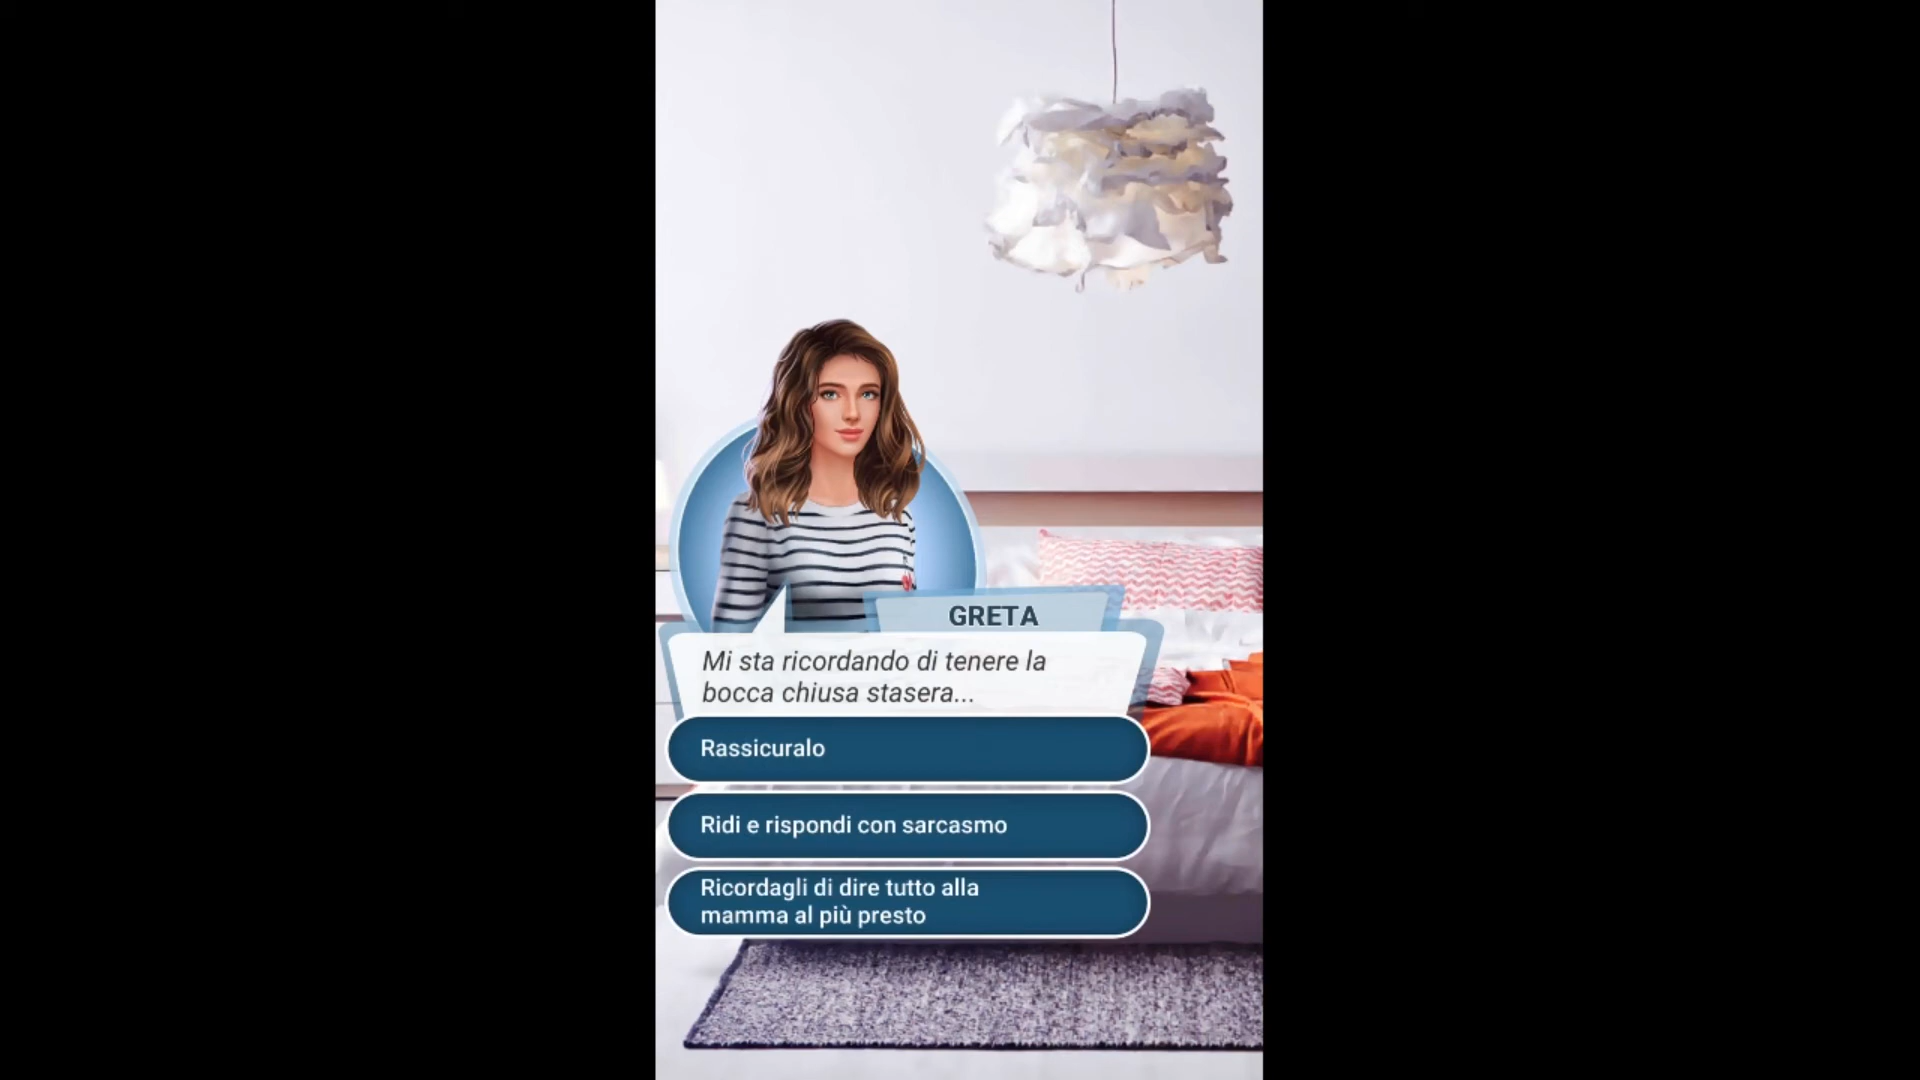 GRETA
Mi sta ricordando di tenere la
bocca chiusa stasera...
Rassicuralo
Ridi e rispondi con sarcasmo
Ricordagli di dire tutto alla
mamma al più presto